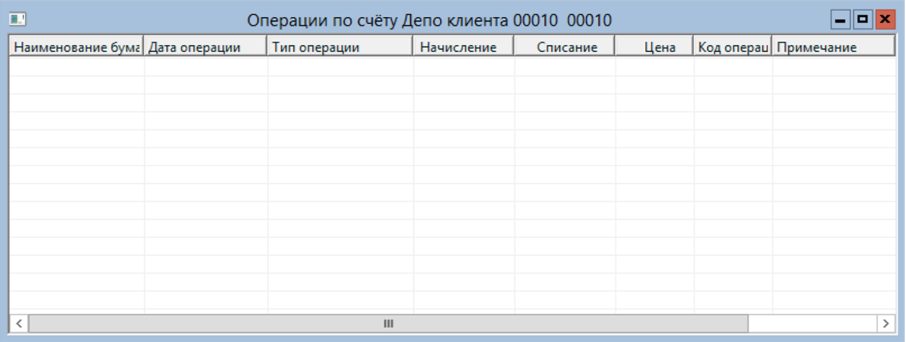 Операции по счёту Депо клиента 00010 00010
Наименование бума Дата операции Тип операции Начисление Списание Цена Код операц Примечание